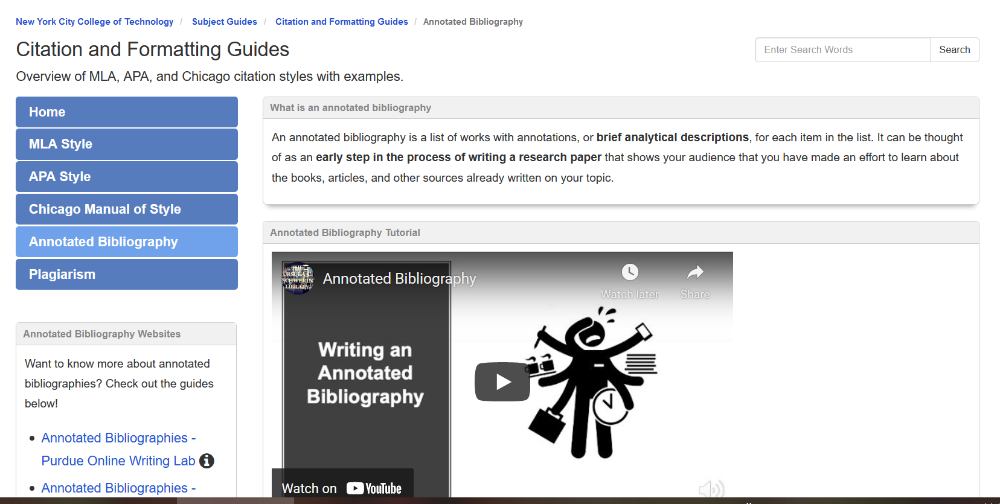 New York City College of Technology / Subject Guides / Citation and Formatting Guides / Annotated Bibliography
Citation and Formatting Guides
Enter Search Words
Search
Overview of MLA, APA, and Chicago citation styles with examples.
Home
MLA Style
APA Style
Chicago Manual of Style
Annotated Bibliography
Plagiarism
Annotated Bibliography Websites
Want to know more about annotated
bibliographies? Check out the guides
below!
Annotated Bibliographies -
Purdue Online Writing Lab
Annotated Bibliographies -
What is an annotated bibliography
An annotated bibliography is a list of works with annotations, or brief analytical descriptions, for each item in the list. It can be thought
of as an early step in the process of writing a research paper that shows your audience that you have made an effort to learn about
the books, articles, and other sources already written on your topic.
Annotated Bibliography Tutorial
THE
URSULA C.
SCHWERIN
LIBRARY
Annotated Bibliography
Watch later
Share
Writing an
Annotated
Bibliography
Watch on YouTube